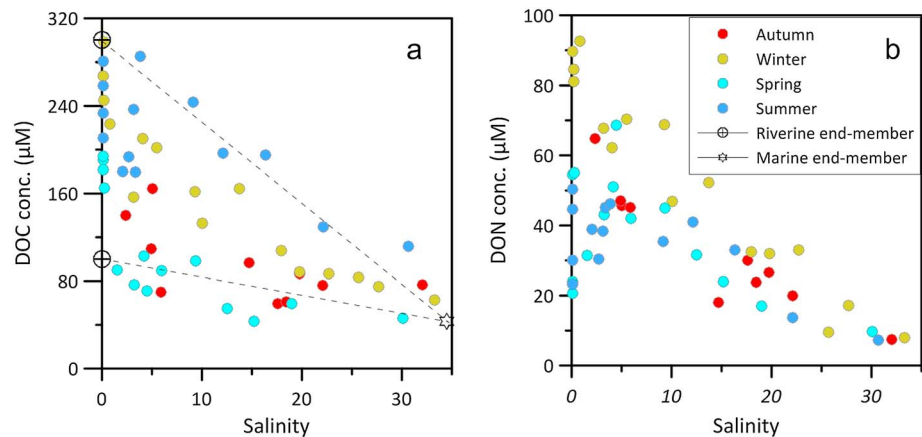 320
240
160
80
0
DOC conc. (μM)
a
0
10
20
30
Salinity
100
80
60
40
20
0
DON conc. (μM)
b
Autumn
Winter
Spring
Summer
Riverine end-member
Marine end-member
0
10
20
30
Salinity